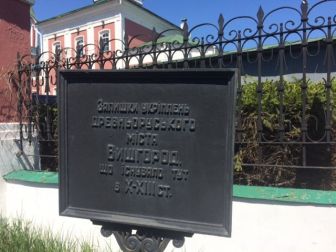 Залишки укріплень
древньоруського
міста
Вишгород,
що існувало тут
в X-XIII ст.